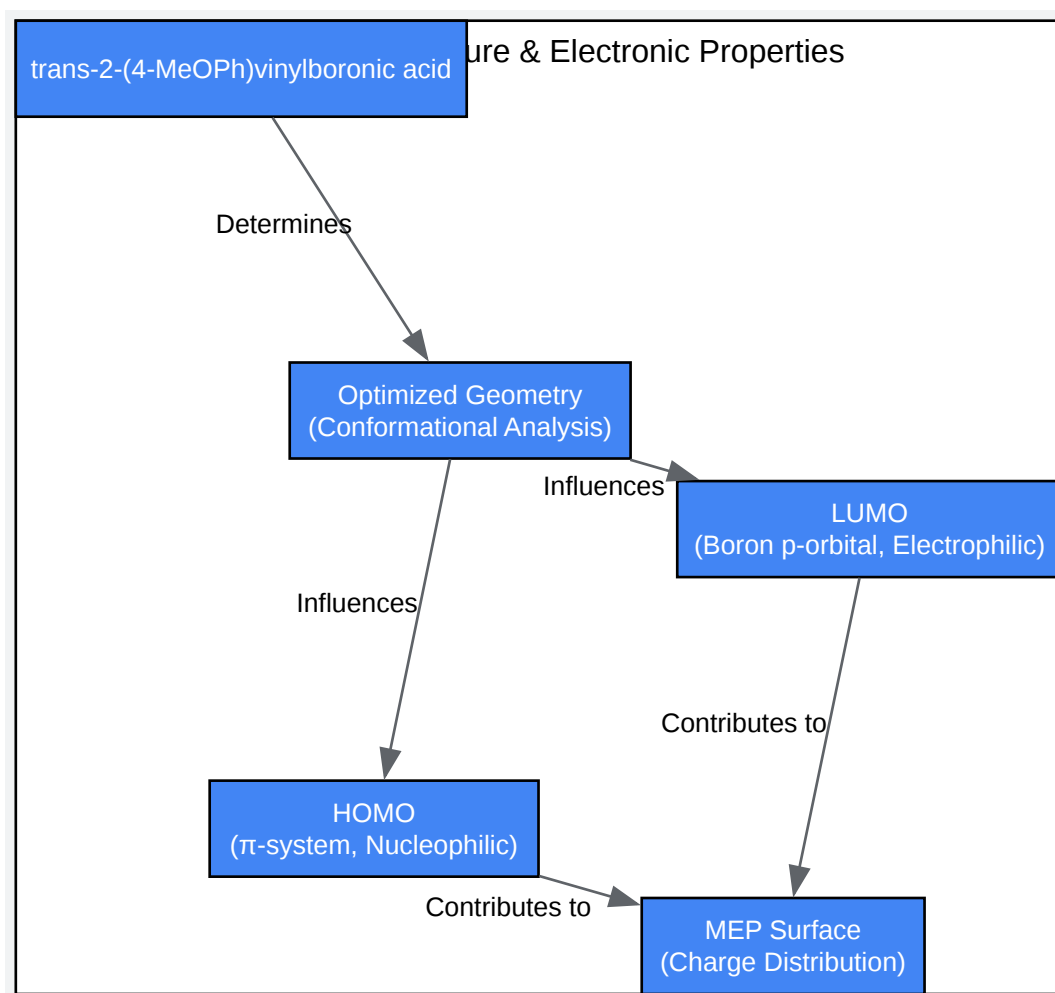 trans-2-(4-MeOPh)vinylboronic acid
& Electronic Properties
Determines
Optimized Geometry
(Conformational Analysis)
Influences
LUMO
(Boron p-orbital, Electrophilic)
Influences
Contributes to
HOMO
(π-system, Nucleophilic)
Contributes to
MEP Surface
(Charge Distribution)